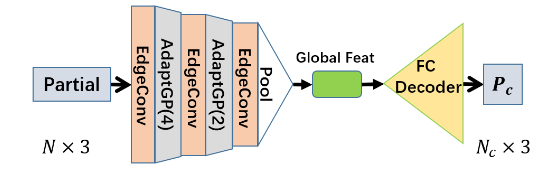 Partial
N × 3
EdgeConv
AdaptGP(4)
EdgeConv
AdaptGP(2)
EdgeConv
Pool
Global Feat
FC
Decoder
P_c
N_c × 3